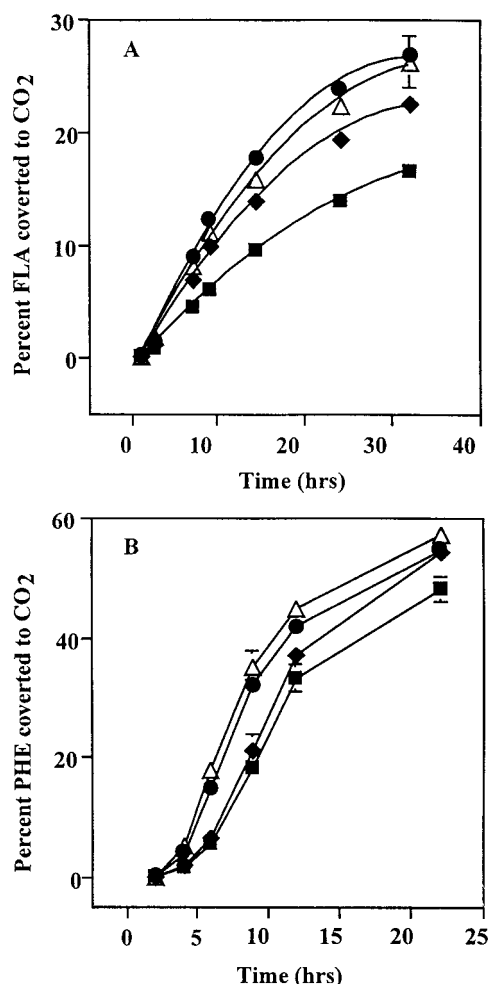 A
30
20
10
0
Percent FLA coverted to CO2
0 10 20 30 40
Time (hrs)
B
60
40
20
0
Percent PHE coverted to CO2
0 5 10 15 20 25
Time (hrs)